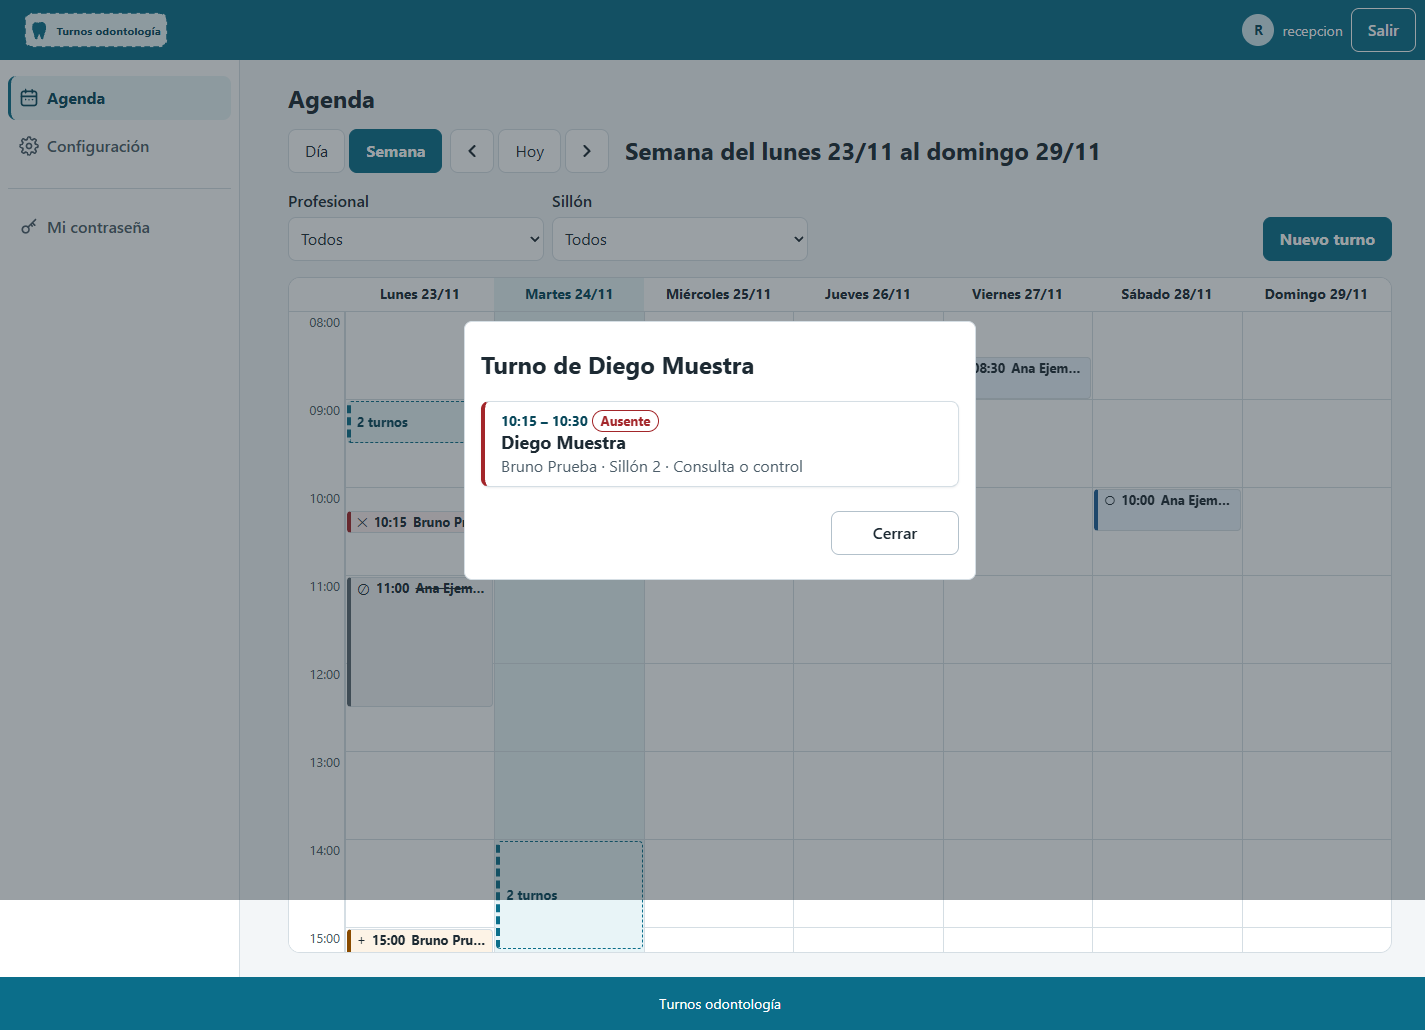 Turnos odontología
R recepcion Salir
Agenda
Configuración
Mi contraseña
Agenda
Día Semana Hoy Semana del lunes 23/11 al domingo 29/11
Profesional Sillón
Todos Todos Nuevo turno
Lunes 23/11 Martes 24/11 Miércoles 25/11 Jueves 26/11 Viernes 27/11 Sábado 28/11 Domingo 29/11
08:00
08:30 Ana Ejem...
09:00
2 turnos
10:00
10:00 Ana Ejem...
10:15 Bruno Pr
Turno de Diego Muestra
10:15 – 10:30 Ausente
Diego Muestra
Bruno Prueba · Sillón 2 · Consulta o control
Cerrar
11:00
11:00 Ana Ejem...
12:00
13:00
14:00
2 turnos
15:00
+ 15:00 Bruno Pru...
Turnos odontología